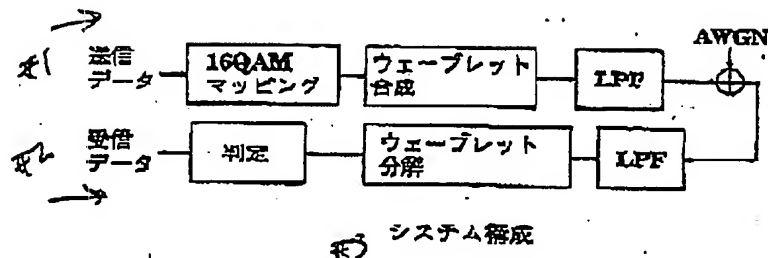 送信
データ
16QAM
マッピング
ウェーブレット
合成
LPF
AWGN
受信
データ
判定
ウェーブレット
分解
LPF
システム構成